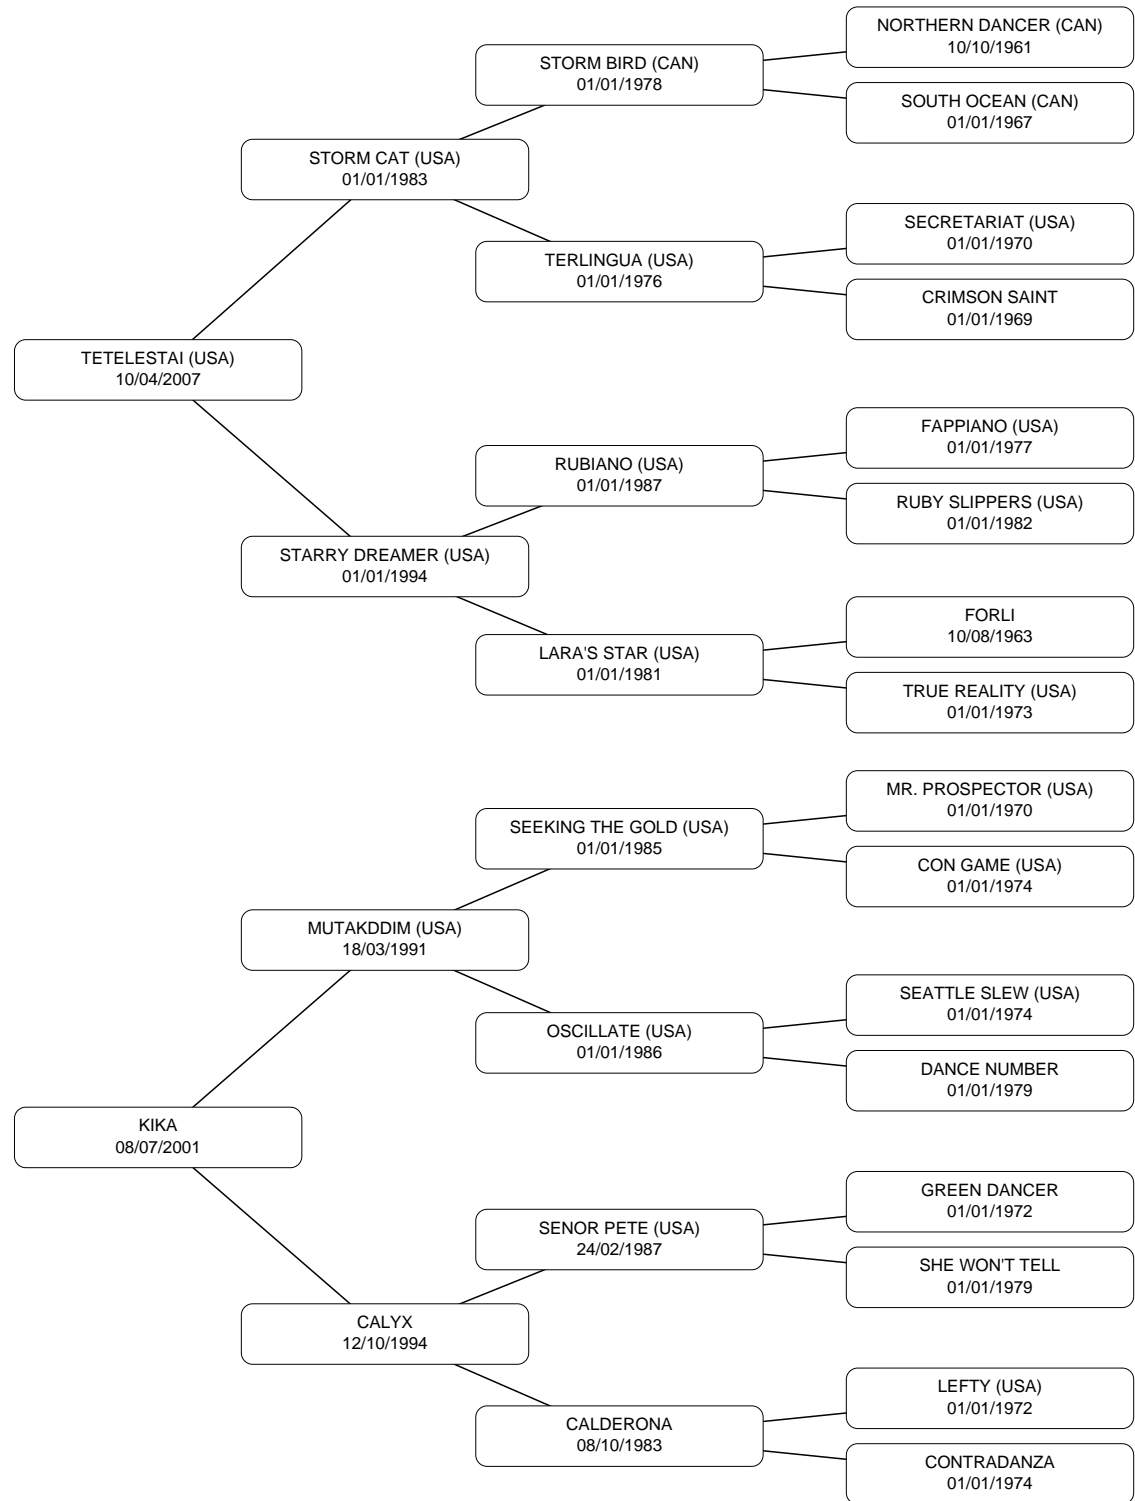 NORTHERN DANCER (CAN)
10/10/1961
STORM BIRD (CAN)
01/01/1978
SOUTH OCEAN (CAN)
01/01/1967
STORM CAT (USA)
01/01/1983
SECRETARIAT (USA)
01/01/1970
TERLINGUA (USA)
01/01/1976
CRIMSON SAINT
01/01/1969
TETELESTAI (USA)
10/04/2007
FAPPIANO (USA)
01/01/1977
RUBIANO (USA)
01/01/1987
RUBY SLIPPERS (USA)
01/01/1982
STARRY DREAMER (USA)
01/01/1994
FORLI
10/08/1963
LARA'S STAR (USA)
01/01/1981
TRUE REALITY (USA)
01/01/1973
MR. PROSPECTOR (USA)
01/01/1970
SEEKING THE GOLD (USA)
01/01/1985
CON GAME (USA)
01/01/1974
MUTAKDDIM (USA)
18/03/1991
SEATTLE SLEW (USA)
01/01/1974
OSCILLATE (USA)
01/01/1986
DANCE NUMBER
01/01/1979
KIKA
08/07/2001
GREEN DANCER
01/01/1972
SENOR PETE (USA)
24/02/1987
SHE WON'T TELL
01/01/1979
CALYX
12/10/1994
LEFTY (USA)
01/01/1972
CALDERONA
08/10/1983
CONTRADANZA
01/01/1974